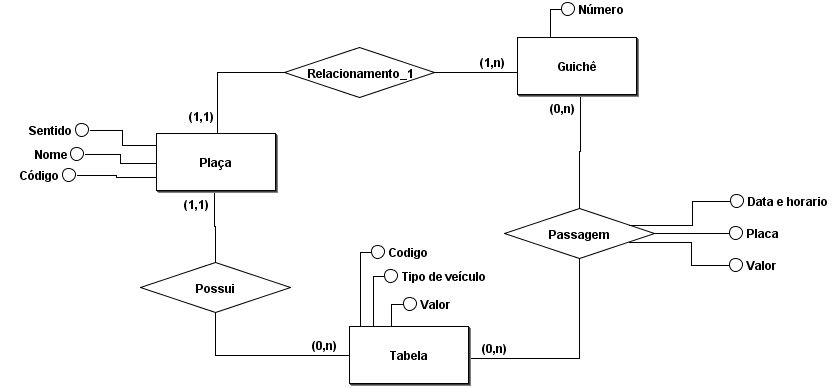 Número
Relacionamento_1
(1,n)
Guichê
(1,1)
(0,n)
Sentido
Nome
Plaça
Código
(1,1)
Data e horario
Passagem
Placa
Codigo
Valor
Tipo de veículo
Possui
Valor
(0,n)
Tabela
(0,n)